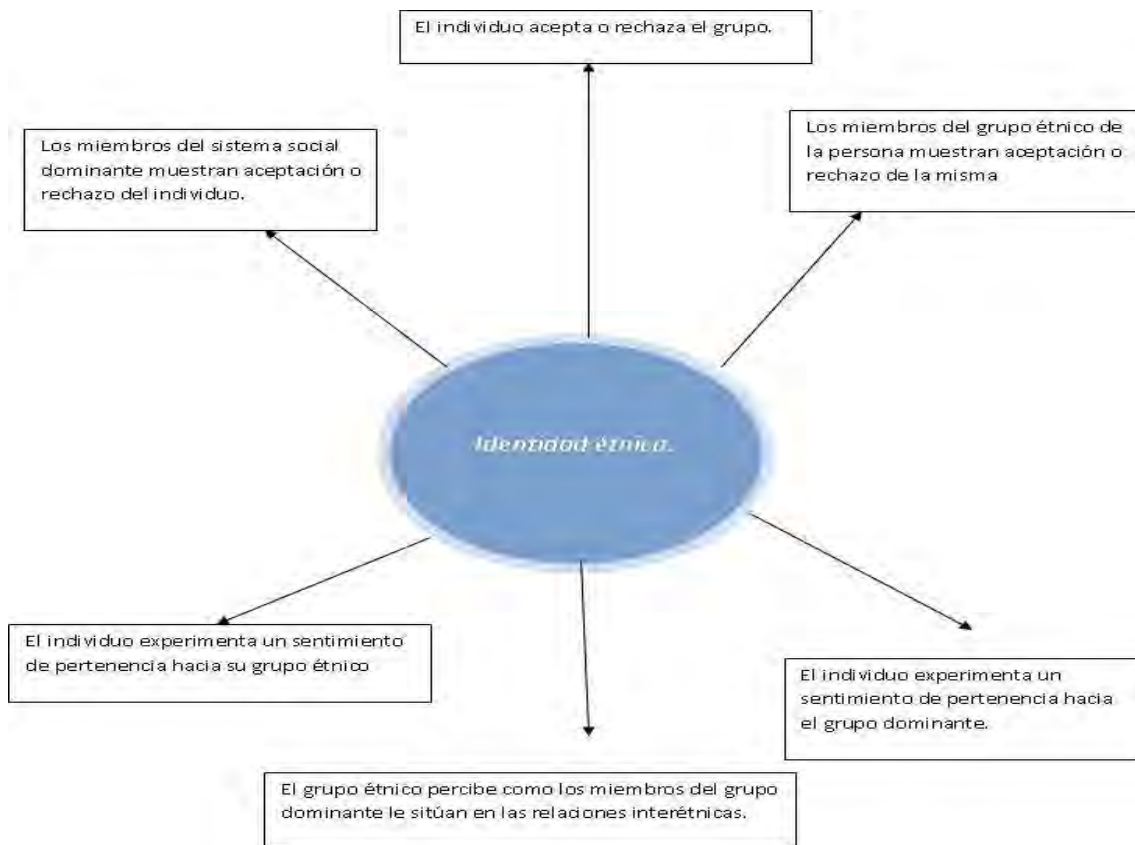 El individuo acepta o rechaza el grupo.
Los miembros del sistema social
dominante muestran aceptación o
rechazo del individuo.
Los miembros del grupo étnico de
la persona muestran aceptación o
rechazo de la misma
Identidad étnica.
El individuo experimenta un sentimiento
de pertenencia hacia su grupo étnico
El individuo experimenta un
sentimiento de pertenencia hacia
el grupo dominante.
El grupo étnico percibe como los miembros del grupo
dominante le sitúan en las relaciones interétnicas.